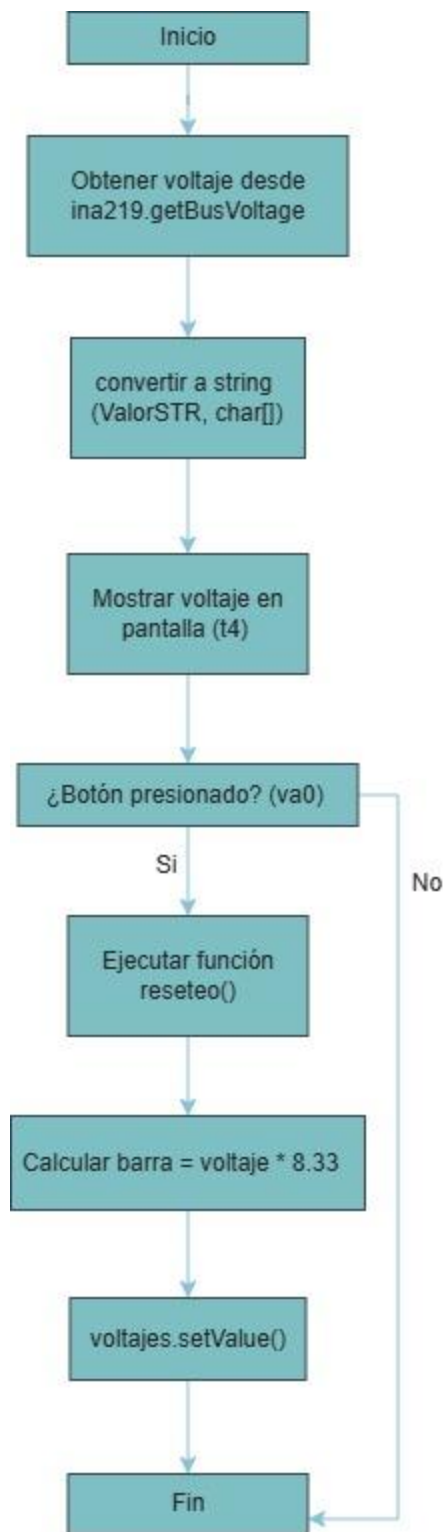 Inicio
Obtener voltaje desde
ina219.getBusVoltage
convertir a string
(ValorSTR, char[])
Mostrar voltaje en
pantalla (t4)
¿Botón presionado? (va0)
Si
No
Ejecutar función
reseteo()
Calcular barra = voltaje * 8.33
voltajes.setValue()
Fin